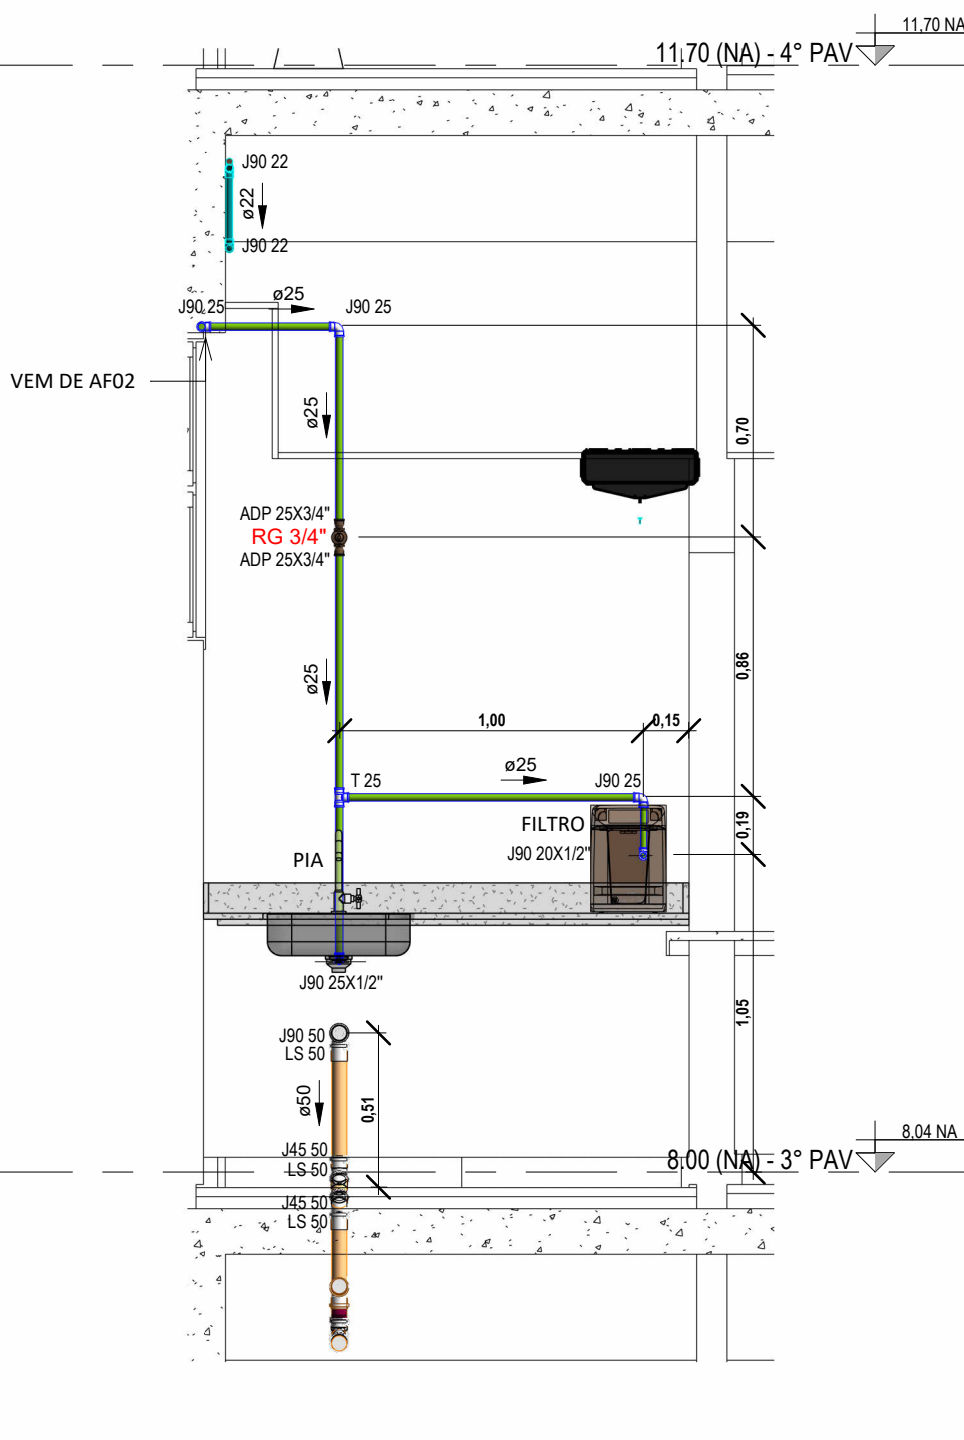 11,70 NA
11.70 (NA) - 4° PAV
J90 22
ø22
J90 22
ø25
J90 25
J90 25
VEM DE AF02
ø25
0,70
ADP 25X3/4"
RG 3/4"
ADP 25X3/4"
ø25
0,86
1,00
0,15
ø25
T 25
J90 25
FILTRO
0,19
J90 20X1/2"
PIA
J90 25X1/2"
1,05
J90 50
LS 50
ø50
0,51
8,04 NA
J45 50
LS 50
8.00 (NA) - 3° PAV
J45 50
LS 50